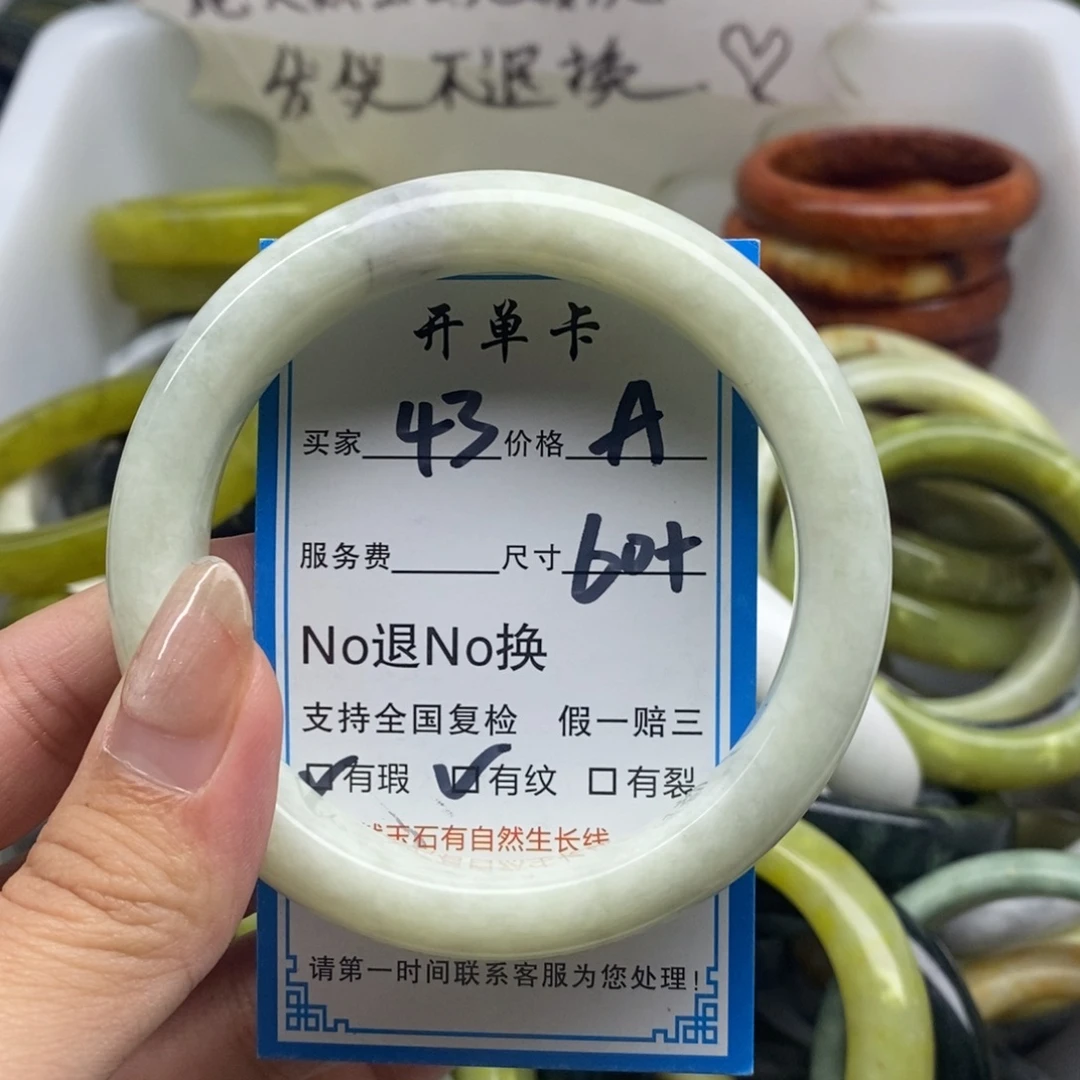 售后不退换
开单卡
买家 43 价格 A
服务费 尺寸 60+
No退No换
支持全国复检 假一赔三
☑有瑕 ☑有纹 □有裂
玉石有自然生长线
请第一时间联系客服为您处理!